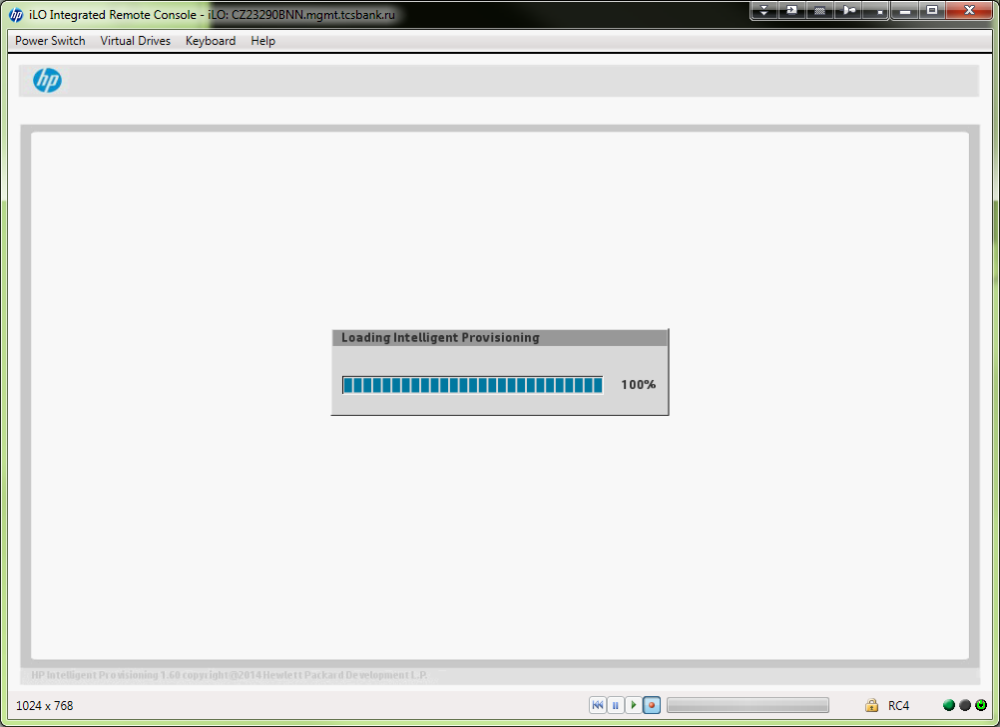 iLO Integrated Remote Console - iLO: CZ23290BNN.mgmt.tcsbank.ru
Power Switch Virtual Drives Keyboard Help
hp
Loading Intelligent Provisioning
100%
HP Intelligent Provisioning 1.60 copyright@2014 Hewlett Packard Development L.P.
1024 x 768
RC4